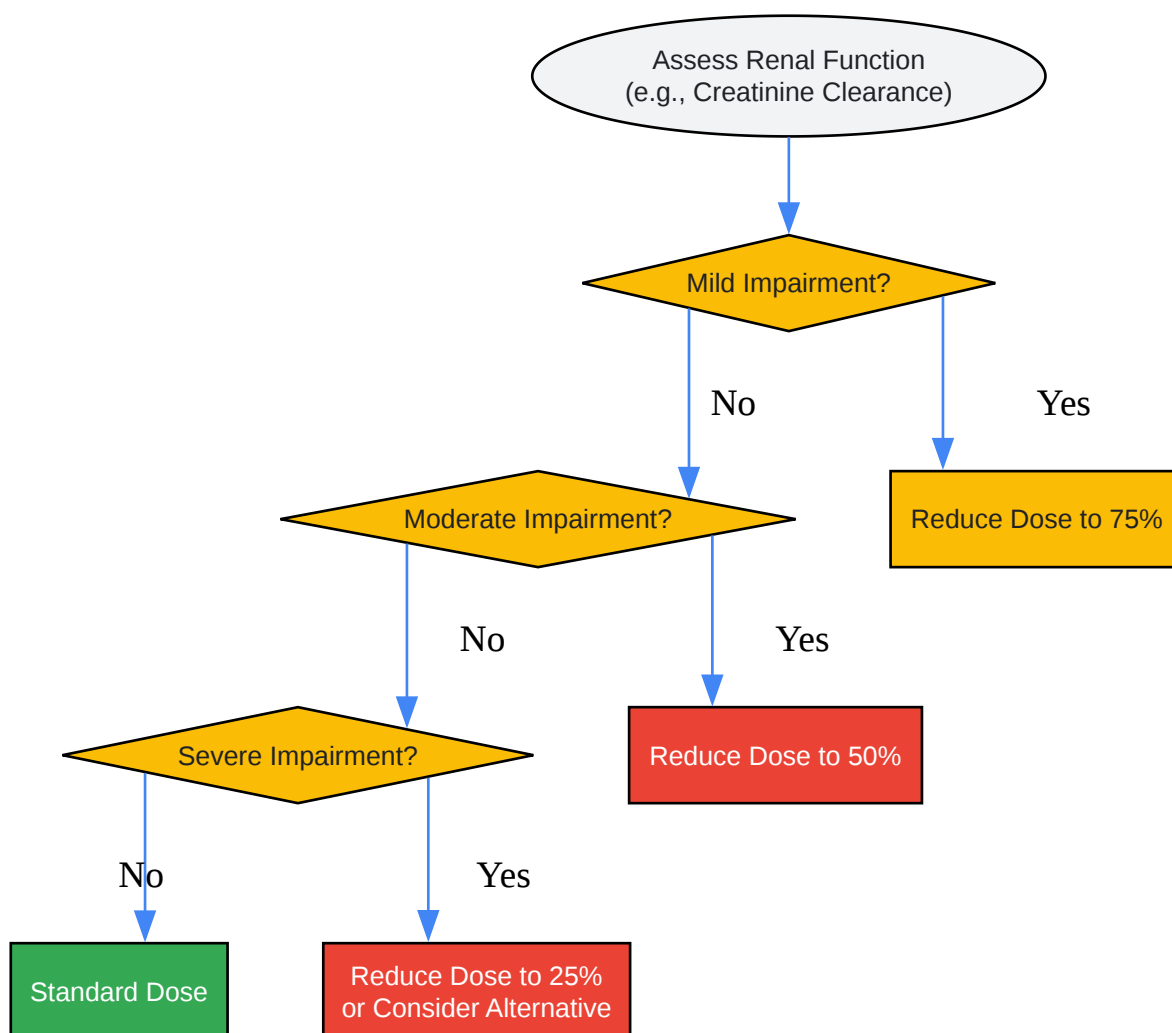 Assess Renal Function
(e.g., Creatinine Clearance)
Mild Impairment?
No
Yes
Moderate Impairment?
Reduce Dose to 75%
No
Yes
Severe Impairment?
Reduce Dose to 50%
No
Yes
Standard Dose
Reduce Dose to 25%
or Consider Alternative